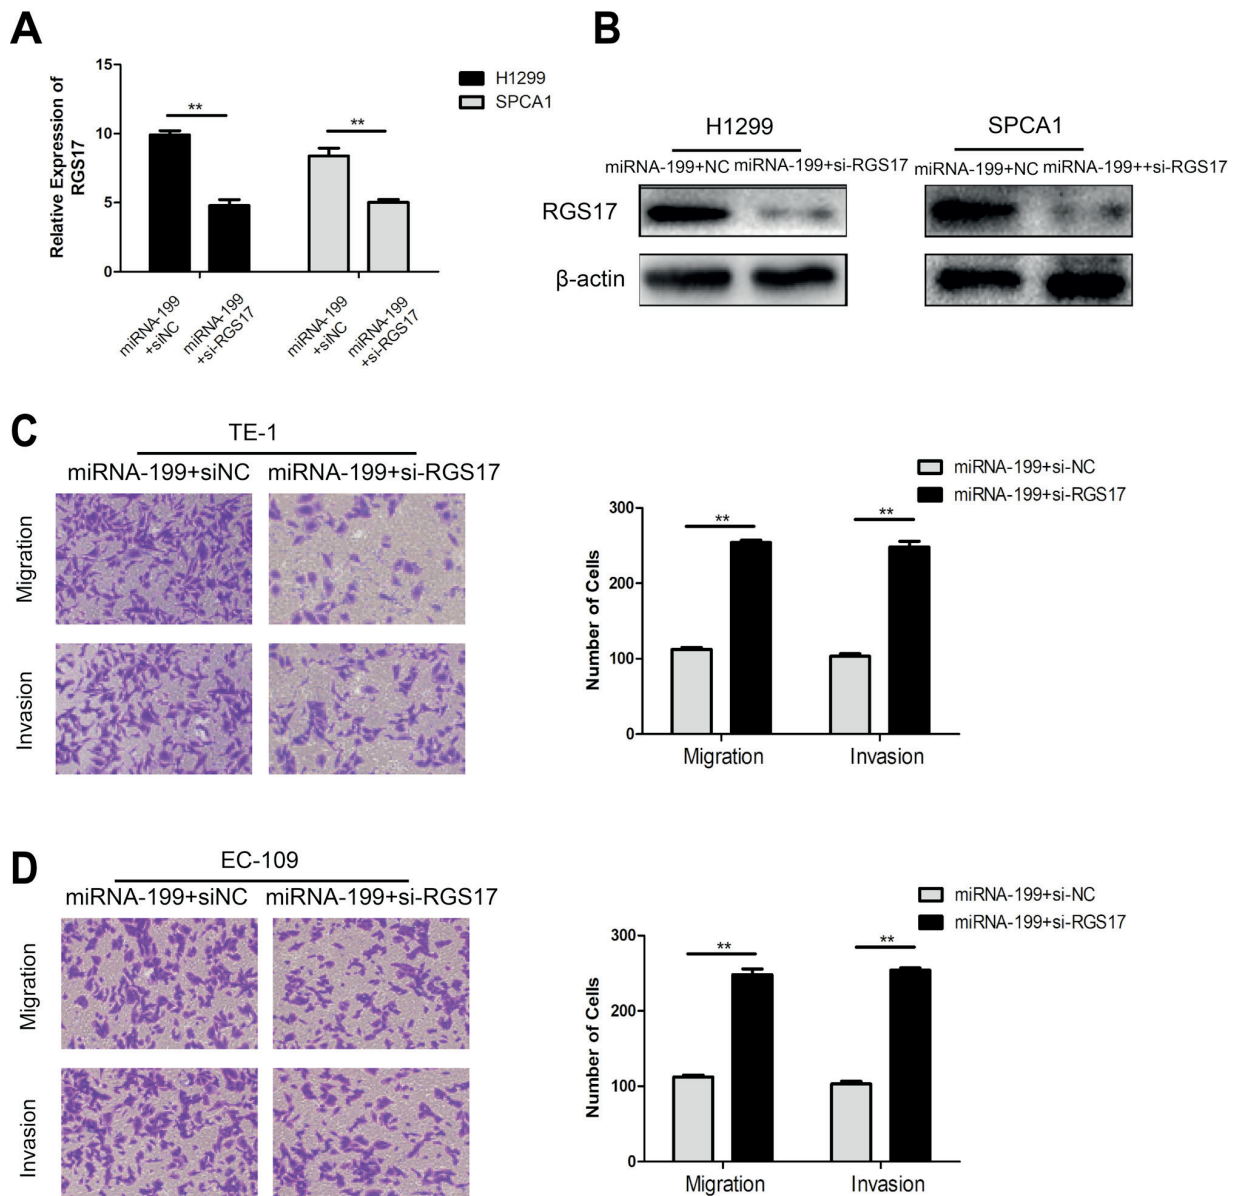 A
Relative Expression of
RGS17
15
10
5
0
**
**
H1299
SPCA1
miRNA-199
+siNC
miRNA-199
+si-RGS17
miRNA-199
+siNC
miRNA-199
+si-RGS17
B
H1299
SPCA1
miRNA-199+NC miRNA-199+si-RGS17
miRNA-199+NC miRNA-199++si-RGS17
RGS17
β-actin
C
TE-1
miRNA-199+siNC miRNA-199+si-RGS17
Migration
Invasion
miRNA-199+si-NC
miRNA-199+si-RGS17
Number of Cells
300
200
100
0
**
**
Migration Invasion
D
EC-109
miRNA-199+siNC miRNA-199+si-RGS17
Migration
Invasion
miRNA-199+si-NC
miRNA-199+si-RGS17
Number of Cells
300
200
100
0
**
**
Migration Invasion